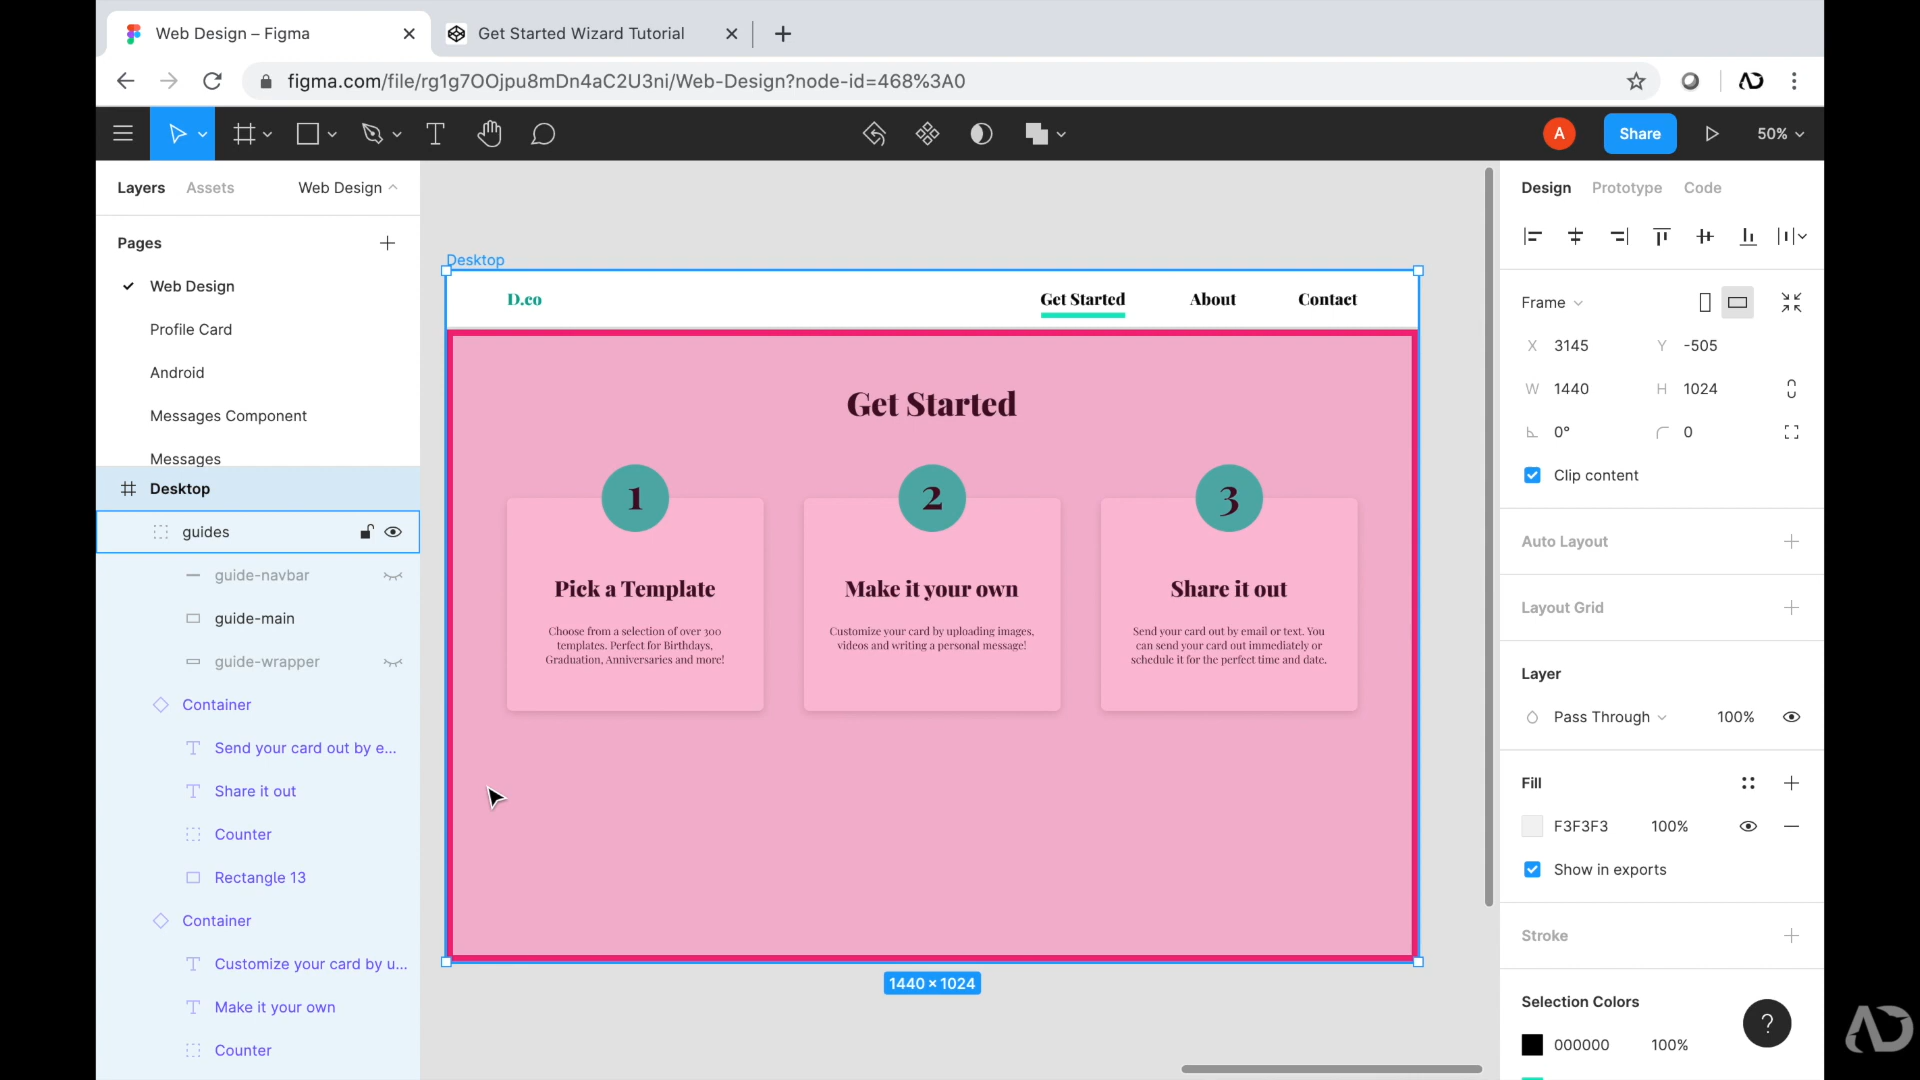 Web Design – Figma
Get Started Wizard Tutorial
figma.com/file/rg1g7OOjpu8mDn4aC2U3ni/Web-Design?node-id=468%3A0
A
Share
50%
Layers
Assets
Web Design
Pages
Web Design
Profile Card
Android
Messages Component
Messages
Desktop
guides
guide-navbar
guide-main
guide-wrapper
Container
Send your card out by e...
Share it out
Counter
Rectangle 13
Container
Customize your card by u...
Make it your own
Counter
Desktop
D.co
Get Started
About
Contact
Get Started
1
Pick a Template
Choose from a selection of over 300
templates. Perfect for Birthdays,
Graduation, Anniversaries and more!
2
Make it your own
Customize your card by uploading images,
videos and writing a personal message!
3
Share it out
Send your card out by email or text. You
can send your card out immediately or
schedule it for the perfect time and date.
1440 × 1024
Design
Prototype
Code
Frame
X 3145
Y -505
W 1440
H 1024
0°
0
Clip content
Auto Layout
Layout Grid
Layer
Pass Through
100%
Fill
F3F3F3
100%
Show in exports
Stroke
Selection Colors
000000
100%
?
AD